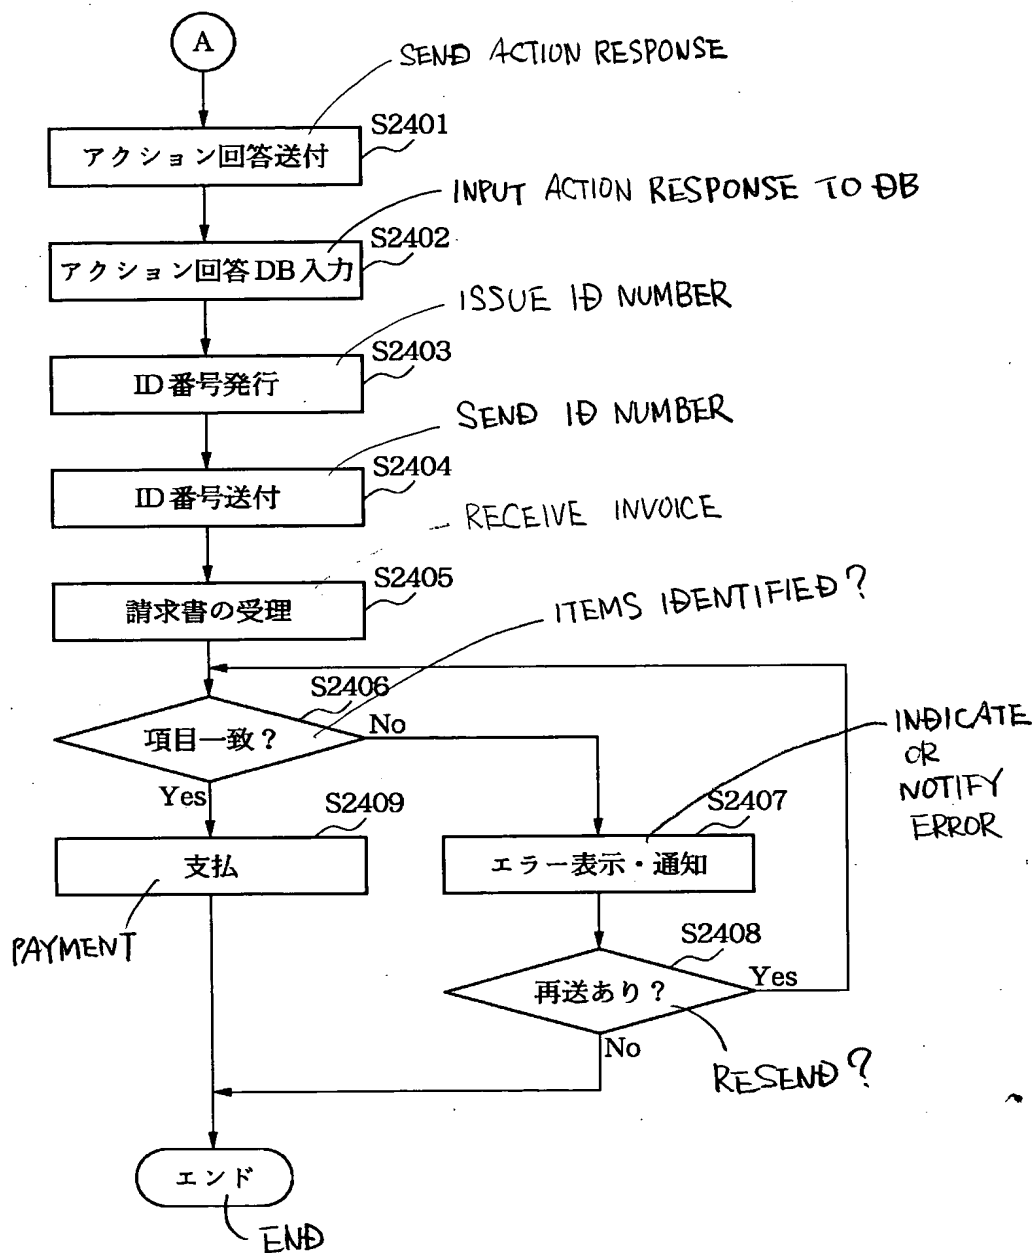 A
SEND ACTION RESPONSE
S2401
アクション回答送付
INPUT ACTION RESPONSE TO DB
S2402
アクション回答DB入力
ISSUE ID NUMBER
S2403
ID番号発行
SEND ID NUMBER
S2404
ID番号送付
RECEIVE INVOICE
S2405
請求書の受理
ITEMS IDENTIFIED?
S2406
項目一致?
No
INDICATE
OR
NOTIFY
ERROR
Yes
S2409
支払
S2407
エラー表示・通知
PAYMENT
S2408
再送あり?
Yes
No
RESEND?
エンド
END